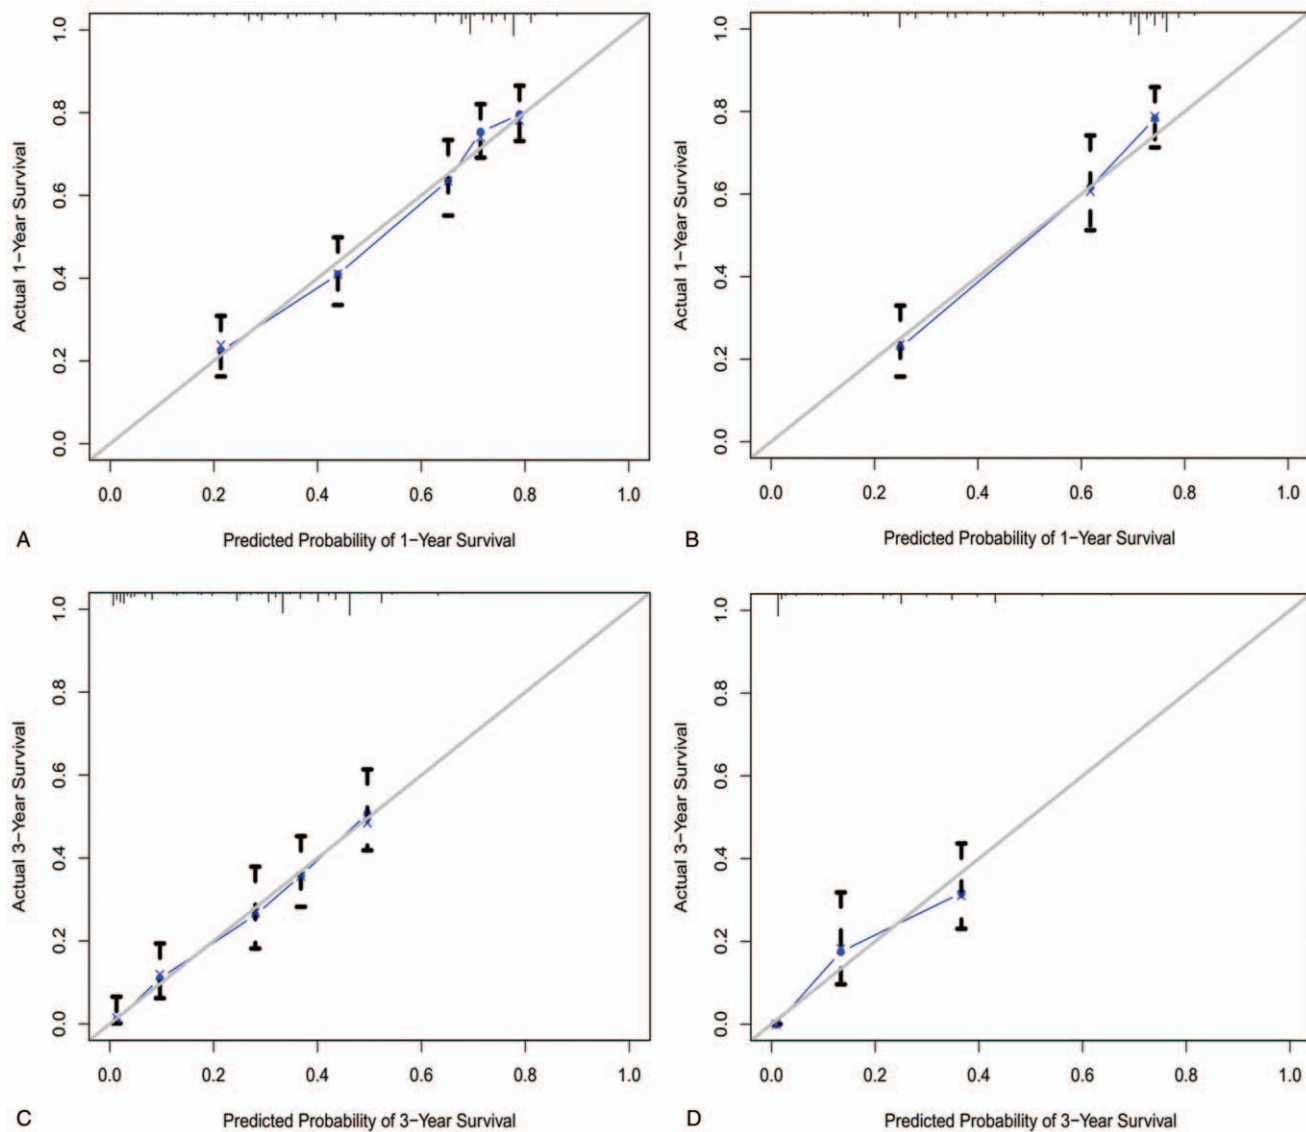 Actual 1−Year Survival
0.0 0.2 0.4 0.6 0.8 1.0
0.0 0.2 0.4 0.6 0.8 1.0
A Predicted Probability of 1−Year Survival
Actual 1−Year Survival
0.0 0.2 0.4 0.6 0.8 1.0
0.0 0.2 0.4 0.6 0.8 1.0
B Predicted Probability of 1−Year Survival
Actual 3−Year Survival
0.0 0.2 0.4 0.6 0.8 1.0
0.0 0.2 0.4 0.6 0.8 1.0
C Predicted Probability of 3−Year Survival
Actual 3−Year Survival
0.0 0.2 0.4 0.6 0.8 1.0
0.0 0.2 0.4 0.6 0.8 1.0
D Predicted Probability of 3−Year Survival